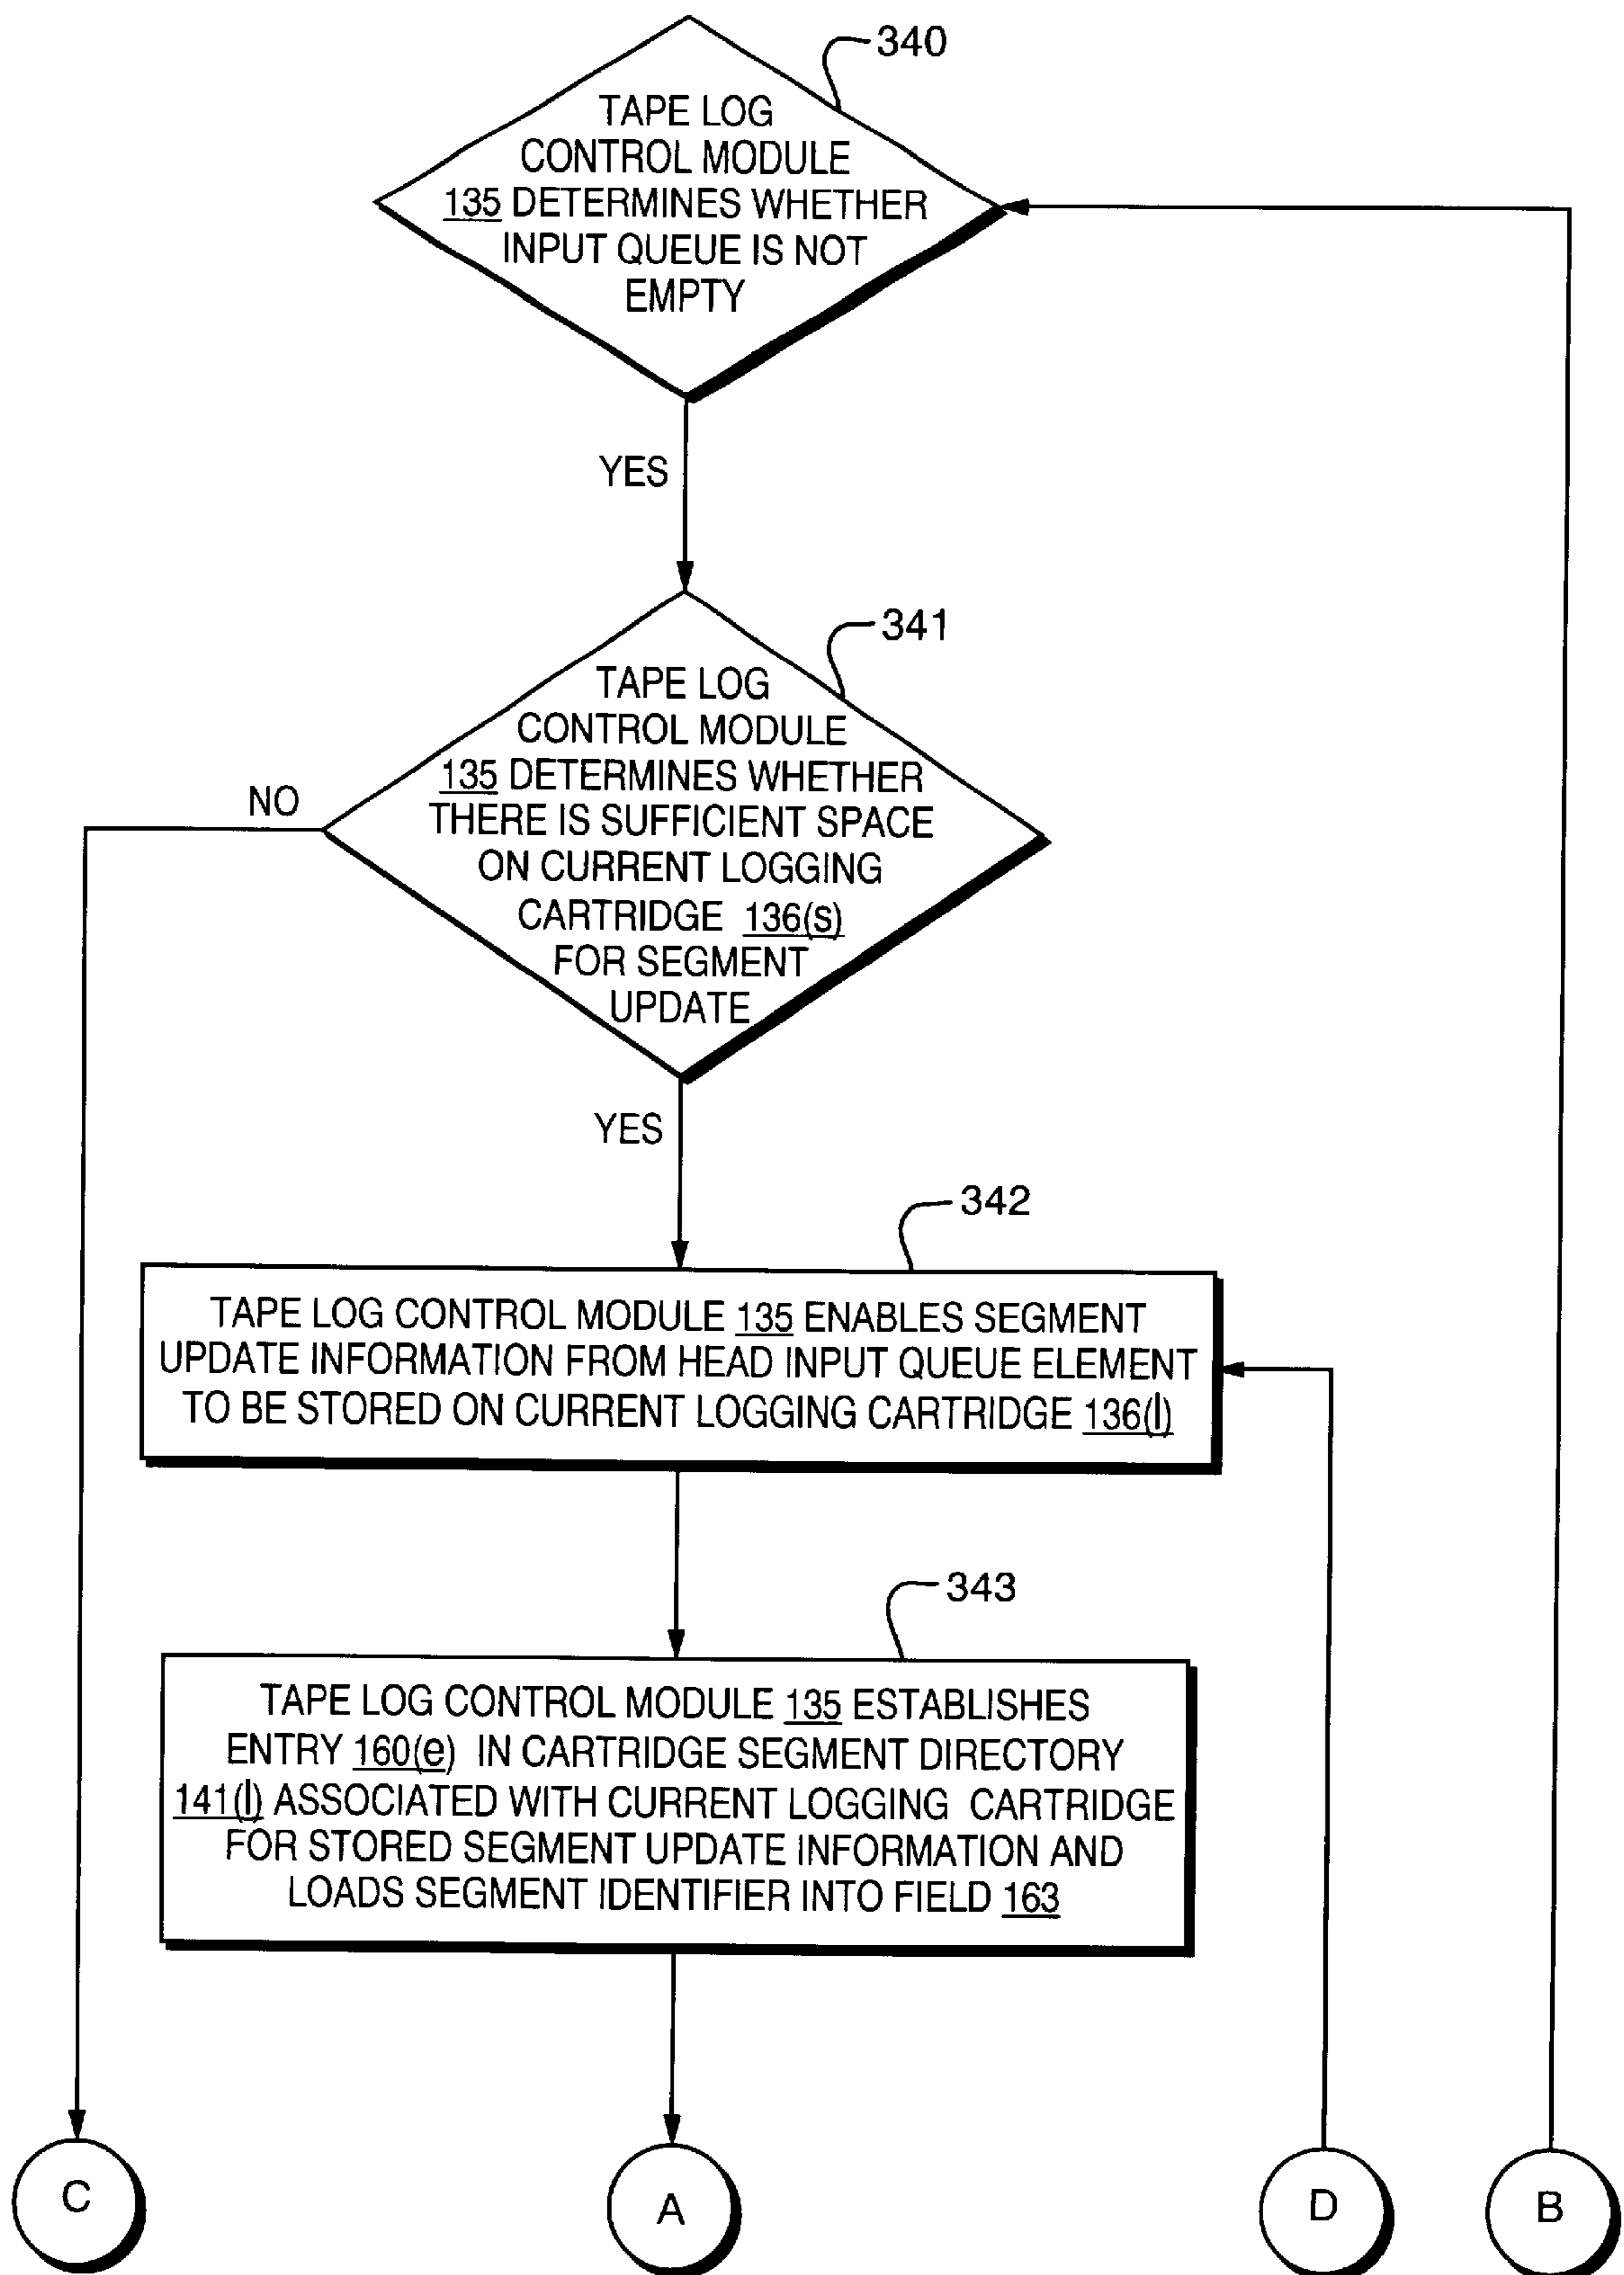 340
TAPE LOG
CONTROL MODULE
135 DETERMINES WHETHER
INPUT QUEUE IS NOT
EMPTY
YES
341
TAPE LOG
CONTROL MODULE
135 DETERMINES WHETHER
THERE IS SUFFICIENT SPACE
ON CURRENT LOGGING
CARTRIDGE 136(s)
FOR SEGMENT
UPDATE
NO
YES
342
TAPE LOG CONTROL MODULE 135 ENABLES SEGMENT
UPDATE INFORMATION FROM HEAD INPUT QUEUE ELEMENT
TO BE STORED ON CURRENT LOGGING CARTRIDGE 136(l)
343
TAPE LOG CONTROL MODULE 135 ESTABLISHES
ENTRY 160(e) IN CARTRIDGE SEGMENT DIRECTORY
141(l) ASSOCIATED WITH CURRENT LOGGING CARTRIDGE
FOR STORED SEGMENT UPDATE INFORMATION AND
LOADS SEGMENT IDENTIFIER INTO FIELD 163
C
A
D
B